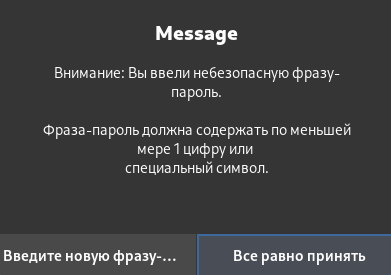 Message
Внимание: Вы ввели небезопасную фразу-
пароль.
Фраза-пароль должна содержать по меньшей
мере 1 цифру или
специальный символ.
Введите новую фразу-…
Все равно принять